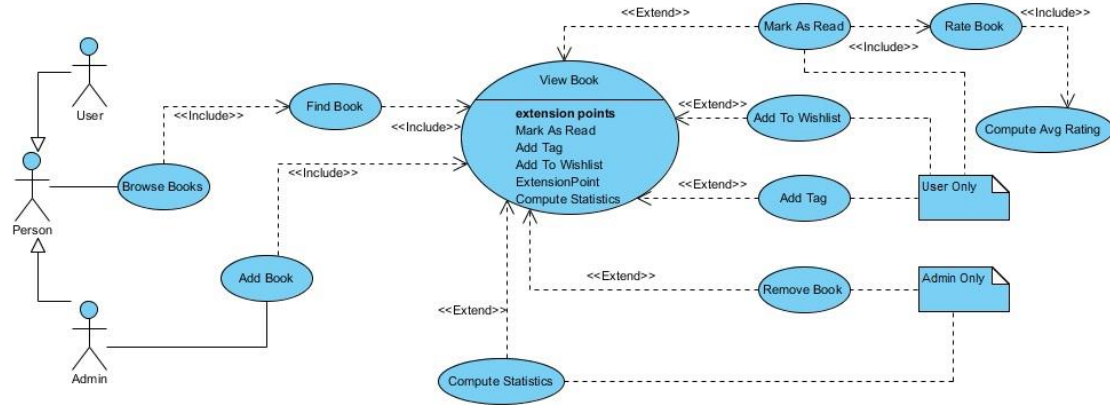 <<Extend>>
Mark As Read
<<Include>>
Rate Book
<<Include>>
User
View Book
Find Book
<<Include>>
<<Include>>
extension points
Mark As Read
Add Tag
Add To Wishlist
ExtensionPoint
Compute Statistics
<<Extend>>
Add To Wishlist
Compute Avg Rating
Person
Browse Books
<<Include>>
<<Extend>>
Add Tag
User Only
Add Book
<<Extend>>
Remove Book
Admin Only
<<Extend>>
Admin
Compute Statistics